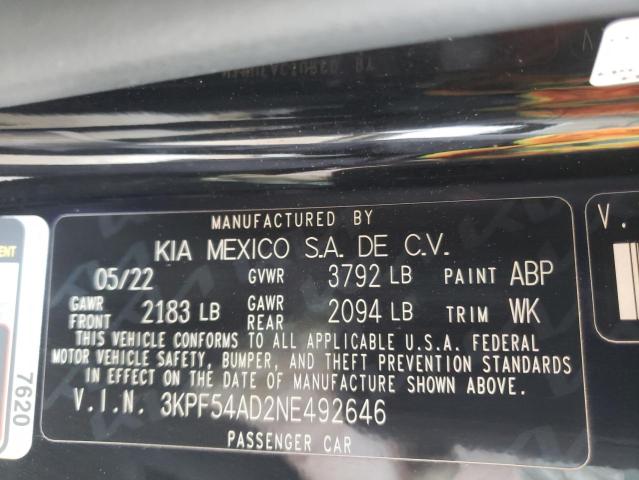 MANUFACTURED BY
KIA MEXICO S.A. DE C.V.
05/22 GVWR 3792 LB PAINT ABP
GAWR FRONT 2183 LB GAWR REAR 2094 LB TRIM WK
THIS VEHICLE CONFORMS TO ALL APPLICABLE U.S.A. FEDERAL
MOTOR VEHICLE SAFETY, BUMPER, AND THEFT PREVENTION STANDARDS
IN EFFECT ON THE DATE OF MANUFACTURE SHOWN ABOVE.
V.I.N. 3KPF54AD2NE492646
PASSENGER CAR
7620
V.